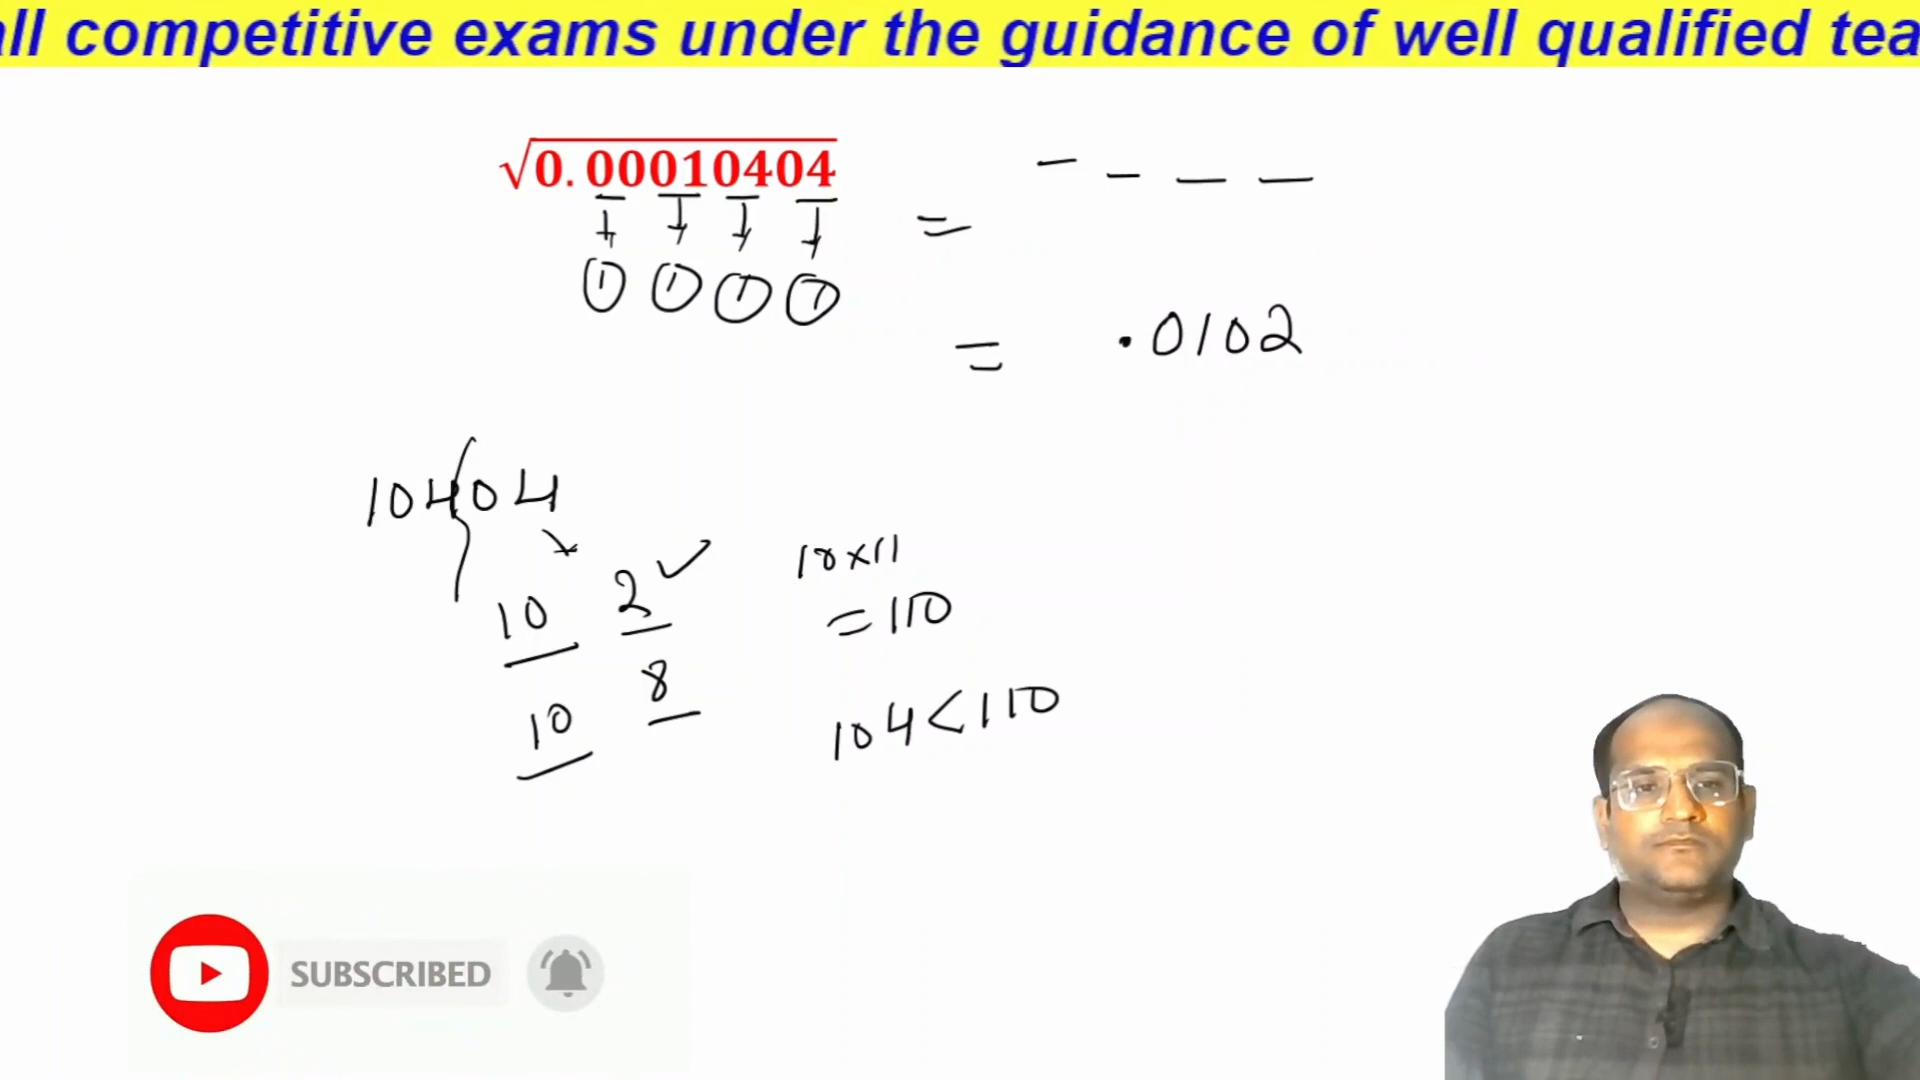 all competitive exams under the guidance of well qualified tea
√0.00010404 = _ _ _ _
1 1 1 1
= .0102
10404
10 2 ✓
10 8
10×11
=110
104<110
SUBSCRIBED